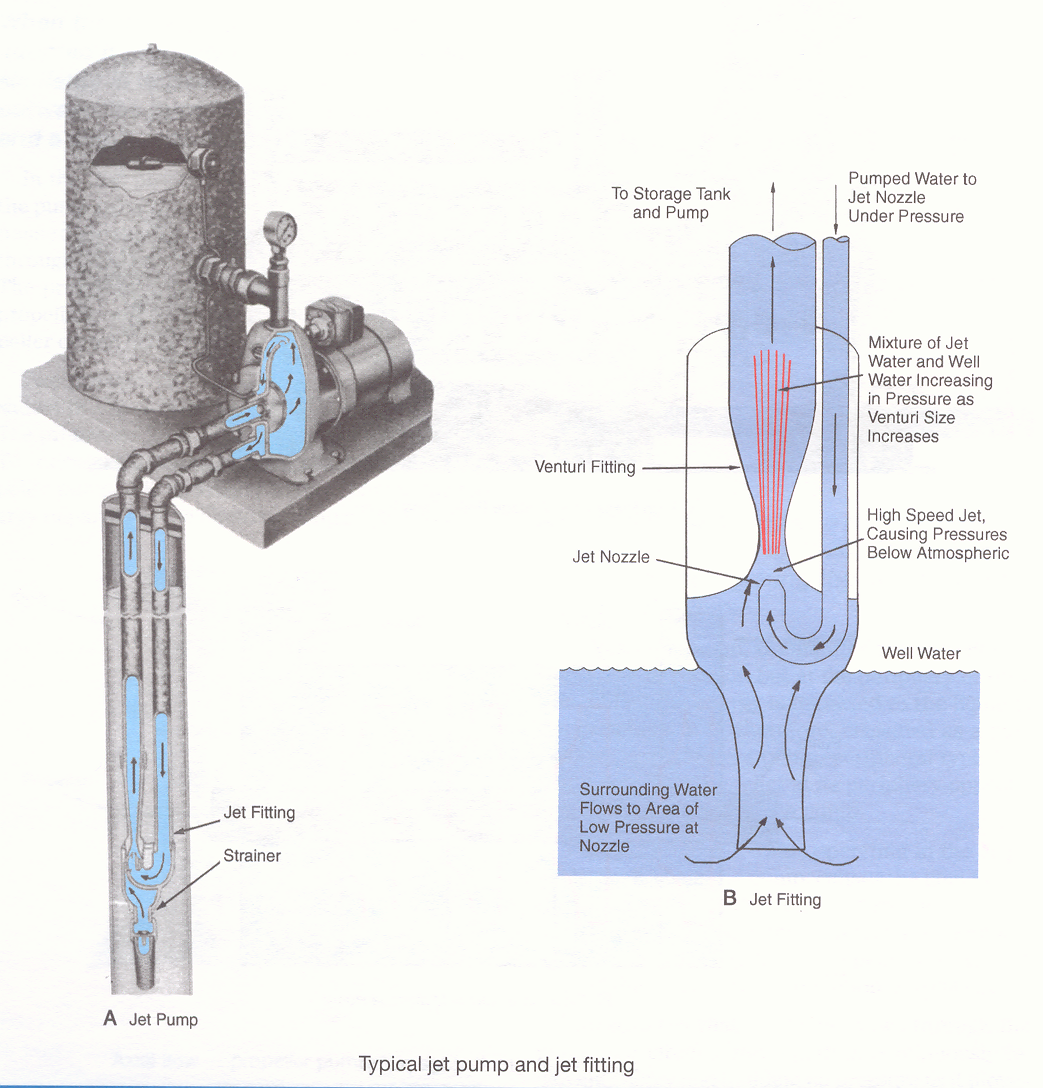 To Storage Tank
and Pump
Pumped Water to
Jet Nozzle
Under Pressure
Mixture of Jet
Water and Well
Water Increasing
in Pressure as
Venturi Size
Increases
Venturi Fitting
High Speed Jet,
Causing Pressures
Below Atmospheric
Jet Nozzle
Well Water
Surrounding Water
Flows to Area of
Low Pressure at
Nozzle
B Jet Fitting
Jet Fitting
Strainer
A Jet Pump
Typical jet pump and jet fitting